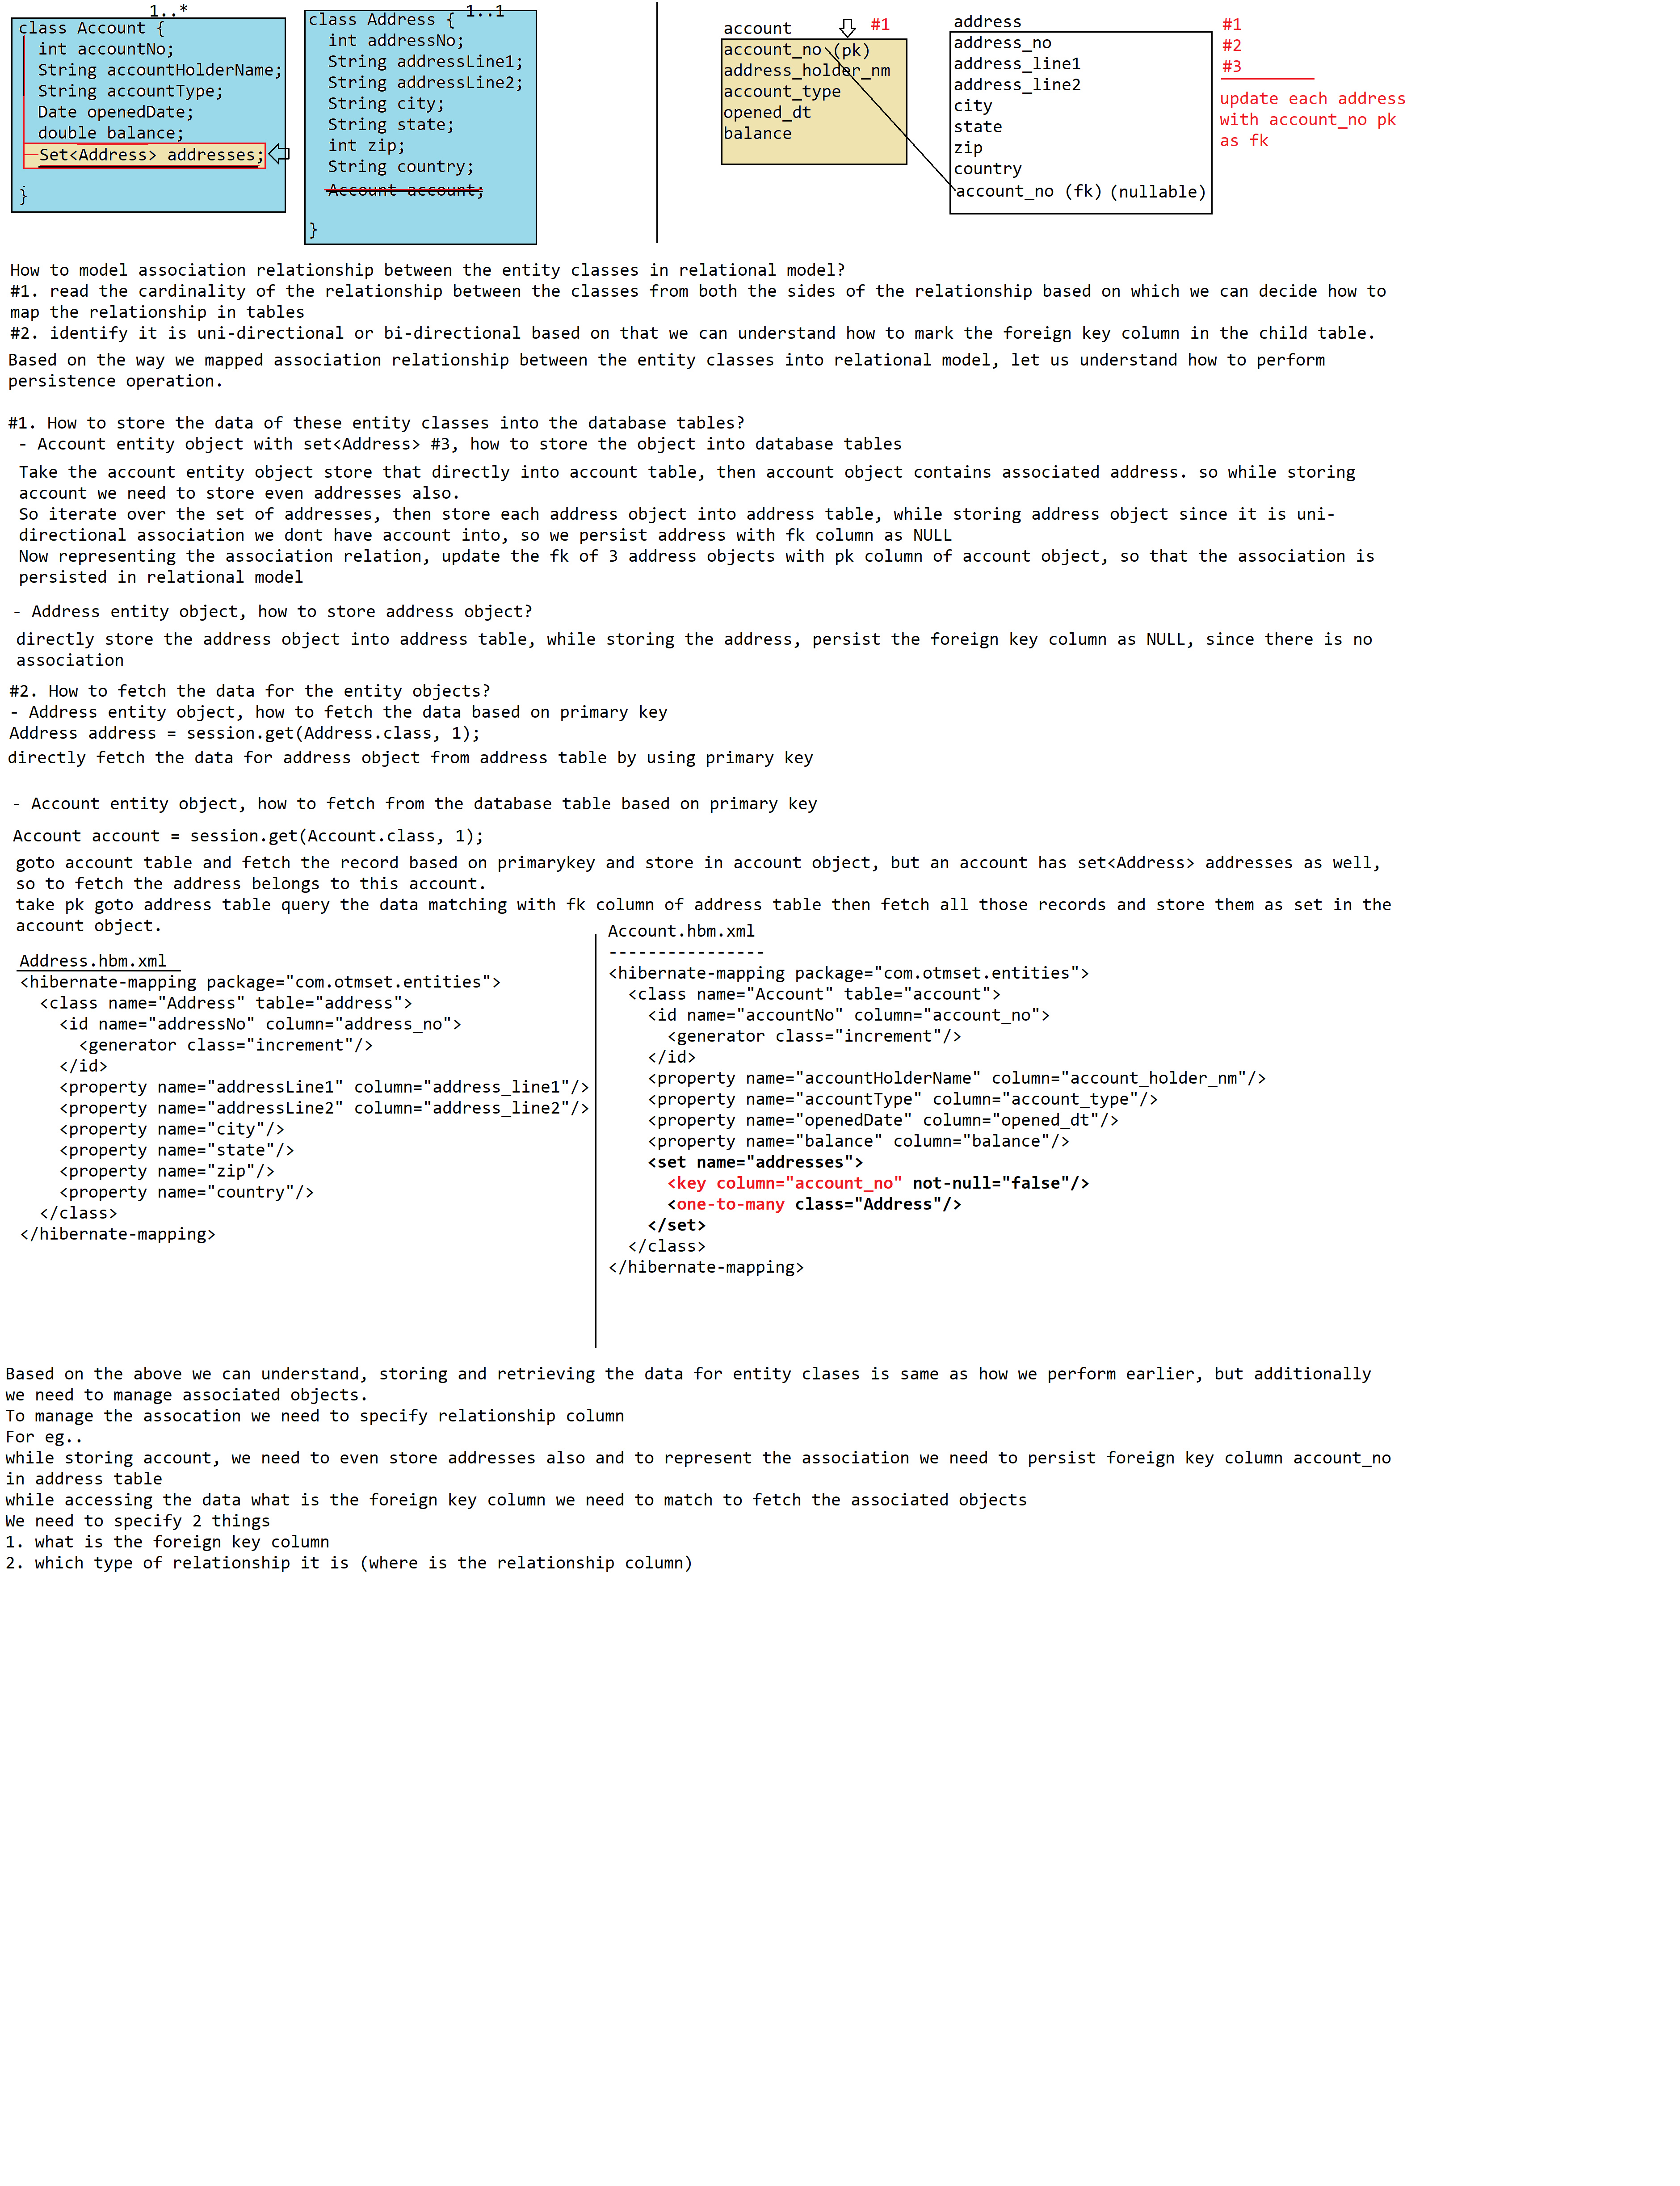 1..*
class Account {
int accountNo;
String accountHolderName;
String accountType;
Date openedDate;
double balance;
Set<Address> addresses;
}
1..1
class Address {
int addressNo;
String addressLine1;
String addressLine2;
String city;
String state;
int zip;
String country;
Account account;
}
account
#1
account_no (pk)
address_holder_nm
account_type
opened_dt
balance
address
address_no
address_line1
address_line2
city
state
zip
country
account_no (fk) (nullable)
#1
#2
#3
update each address
with account_no pk
as fk
How to model association relationship between the entity classes in relational model?
#1. read the cardinality of the relationship between the classes from both the sides of the relationship based on which we can decide how to
map the relationship in tables
#2. identify it is uni-directional or bi-directional based on that we can understand how to mark the foreign key column in the child table.
Based on the way we mapped association relationship between the entity classes into relational model, let us understand how to perform
persistence operation.
#1. How to store the data of these entity classes into the database tables?
- Account entity object with set<Address> #3, how to store the object into database tables
Take the account entity object store that directly into account table, then account object contains associated address. so while storing
account we need to store even addresses also.
So iterate over the set of addresses, then store each address object into address table, while storing address object since it is uni-
directional association we dont have account into, so we persist address with fk column as NULL
Now representing the association relation, update the fk of 3 address objects with pk column of account object, so that the association is
persisted in relational model
- Address entity object, how to store address object?
directly store the address object into address table, while storing the address, persist the foreign key column as NULL, since there is no
association
#2. How to fetch the data for the entity objects?
- Address entity object, how to fetch the data based on primary key
Address address = session.get(Address.class, 1);
directly fetch the data for address object from address table by using primary key
- Account entity object, how to fetch from the database table based on primary key
Account account = session.get(Account.class, 1);
goto account table and fetch the record based on primarykey and store in account object, but an account has set<Address> addresses as well,
so to fetch the address belongs to this account.
take pk goto address table query the data matching with fk column of address table then fetch all those records and store them as set in the
account object.
Address.hbm.xml
<hibernate-mapping package="com.otmset.entities">
<class name="Address" table="address">
<id name="addressNo" column="address_no">
<generator class="increment"/>
</id>
<property name="addressLine1" column="address_line1"/>
<property name="addressLine2" column="address_line2"/>
<property name="city"/>
<property name="state"/>
<property name="zip"/>
<property name="country"/>
</class>
</hibernate-mapping>
Account.hbm.xml
----------------
<hibernate-mapping package="com.otmset.entities">
<class name="Account" table="account">
<id name="accountNo" column="account_no">
<generator class="increment"/>
</id>
<property name="accountHolderName" column="account_holder_nm"/>
<property name="accountType" column="account_type"/>
<property name="openedDate" column="opened_dt"/>
<property name="balance" column="balance"/>
<set name="addresses">
<key column="account_no" not-null="false"/>
<one-to-many class="Address"/>
</set>
</class>
</hibernate-mapping>
Based on the above we can understand, storing and retrieving the data for entity clases is same as how we perform earlier, but additionally
we need to manage associated objects.
To manage the assocation we need to specify relationship column
For eg..
while storing account, we need to even store addresses also and to represent the association we need to persist foreign key column account_no
in address table
while accessing the data what is the foreign key column we need to match to fetch the associated objects
We need to specify 2 things
1. what is the foreign key column
2. which type of relationship it is (where is the relationship column)